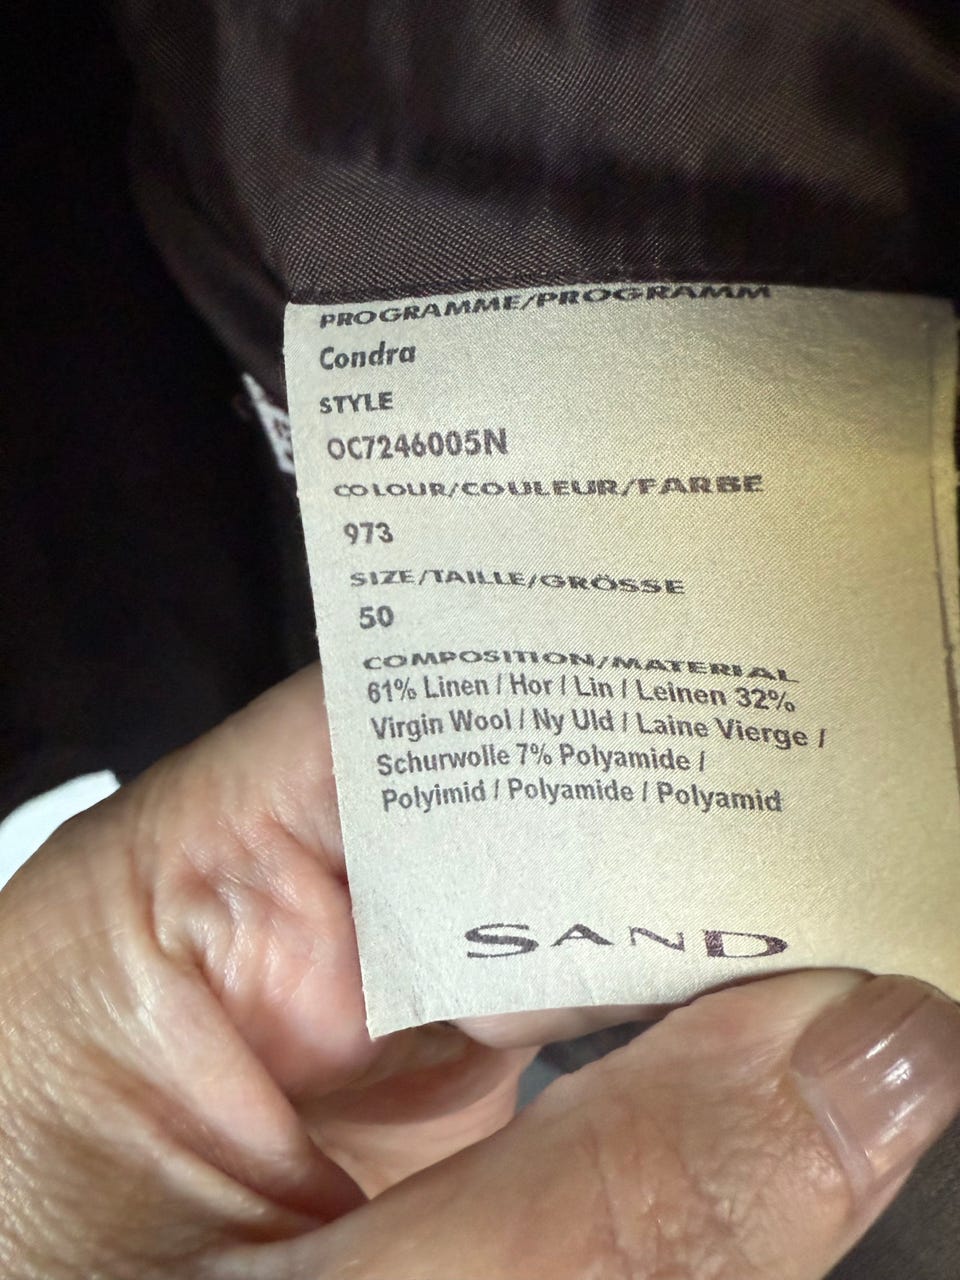 PROGRAMME/PROGRAMM
Condra
STYLE
OC7246005N
COLOUR/COULEUR/FARBE
973
SIZE/TAILLE/GRÖSSE
50
COMPOSITION/MATERIAL
61% Linen / Hor / Lin / Leinen 32%
Virgin Wool / Ny Uld / Laine Vierge /
Schurwolle 7% Polyamide /
Polyimid / Polyamide / Polyamid
SAND